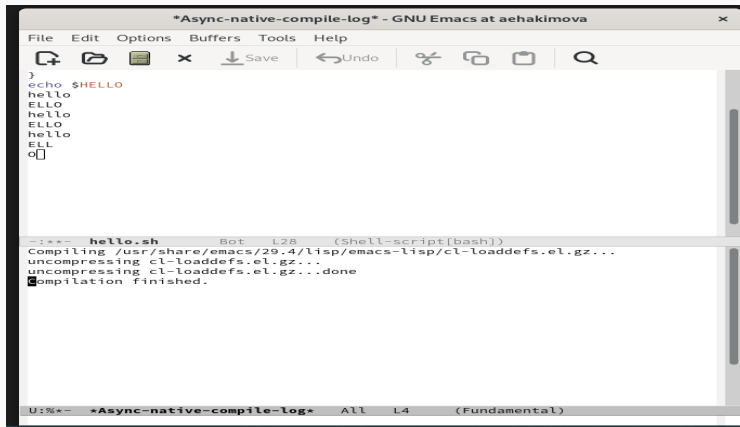 *Async-native-compile-log* - GNU Emacs at aehakimova
File Edit Options Buffers Tools Help
Save Undo
}
echo $HELLO
hello
ELLO
hello
ELLO
hello
ELL
O
-:**- hello.sh Bot L28 (Shell-script[bash])
Compiling /usr/share/emacs/29.4/lisp/emacs-lisp/cl-loaddefs.el.gz...
uncompressing cl-loaddefs.el.gz...
uncompressing cl-loaddefs.el.gz...done
Compilation finished.
U:%*- *Async-native-compile-log* All L4 (Fundamental)